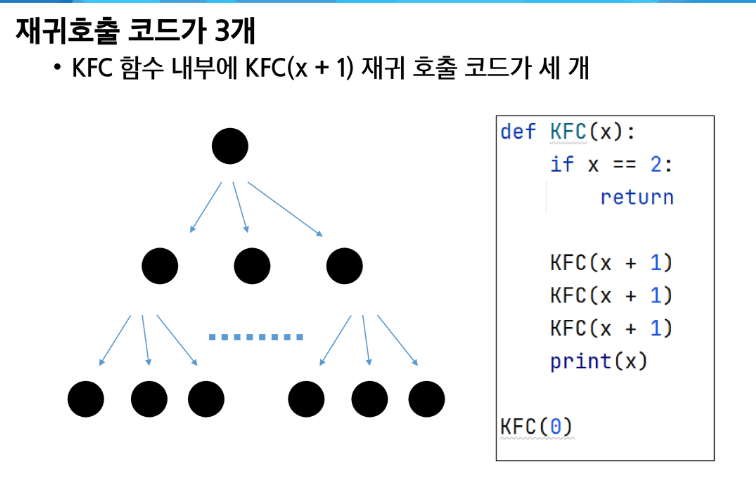 재귀호출 코드가 3개
• KFC 함수 내부에 KFC(x + 1) 재귀 호출 코드가 세 개
def KFC(x):
    if x == 2:
        return

    KFC(x + 1)
    KFC(x + 1)
    KFC(x + 1)
    print(x)

KFC(0)